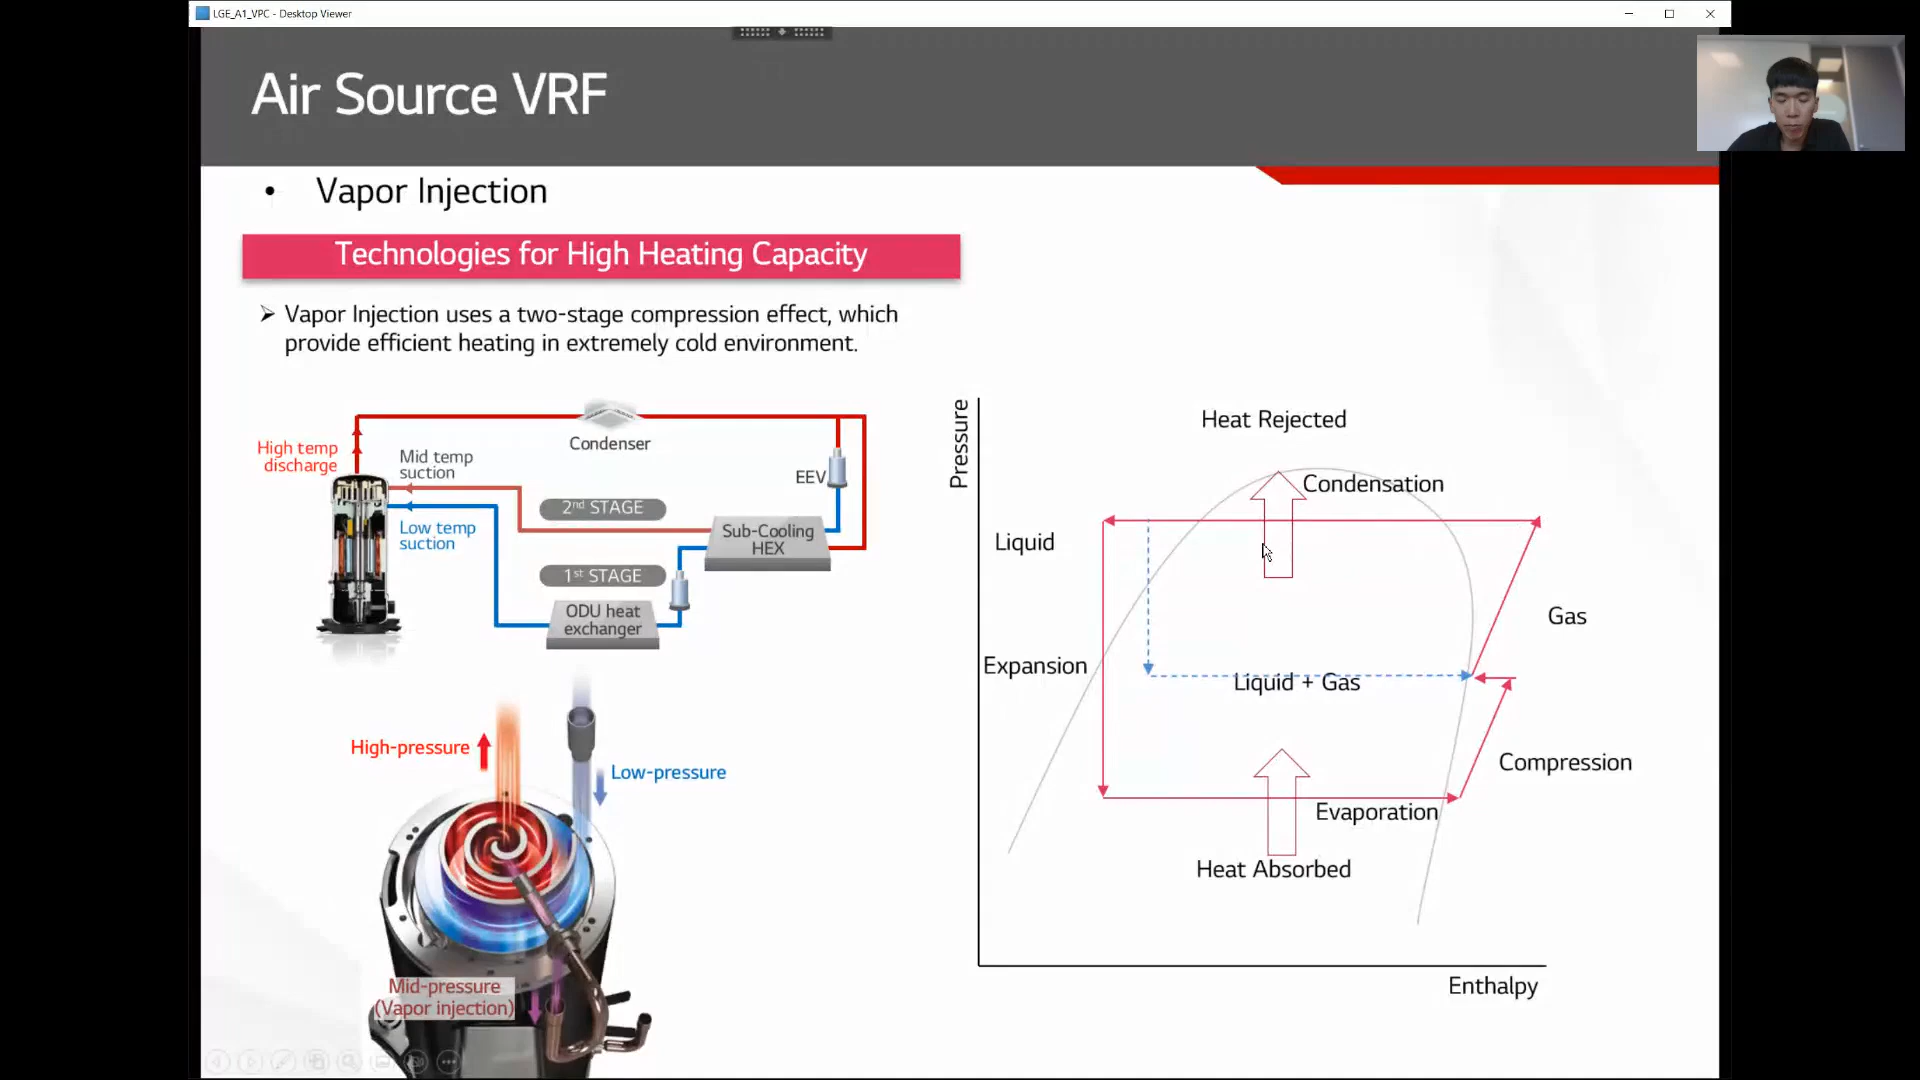 LGE_A1_VPC - Desktop Viewer
Air Source VRF
• Vapor Injection
Technologies for High Heating Capacity
➢ Vapor Injection uses a two-stage compression effect, which
provide efficient heating in extremely cold environment.
High temp
discharge
Mid temp
suction
Low temp
suction
Condenser
EEV
2nd STAGE
Sub-Cooling
HEX
1st STAGE
ODU heat
exchanger
High-pressure
Low-pressure
Mid-pressure
(Vapor injection)
Pressure
Heat Rejected
Condensation
Liquid
Gas
Expansion
Liquid + Gas
Compression
Evaporation
Heat Absorbed
Enthalpy